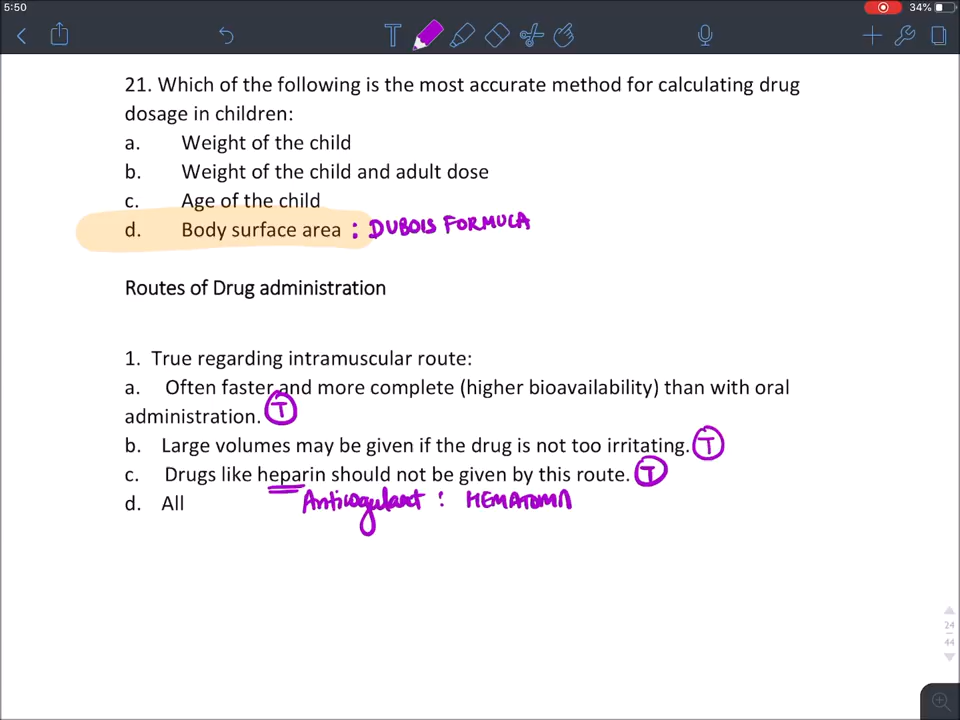 5:50
34%
T
21. Which of the following is the most accurate method for calculating drug
dosage in children:
a. Weight of the child
b. Weight of the child and adult dose
c. Age of the child
d. Body surface area : DUBOIS FORMULA
Routes of Drug administration
1. True regarding intramuscular route:
a. Often faster and more complete (higher bioavailability) than with oral
administration. T
b. Large volumes may be given if the drug is not too irritating. T
c. Drugs like heparin should not be given by this route. T
d. All Anticoagulant : HEMATOMA
24
44